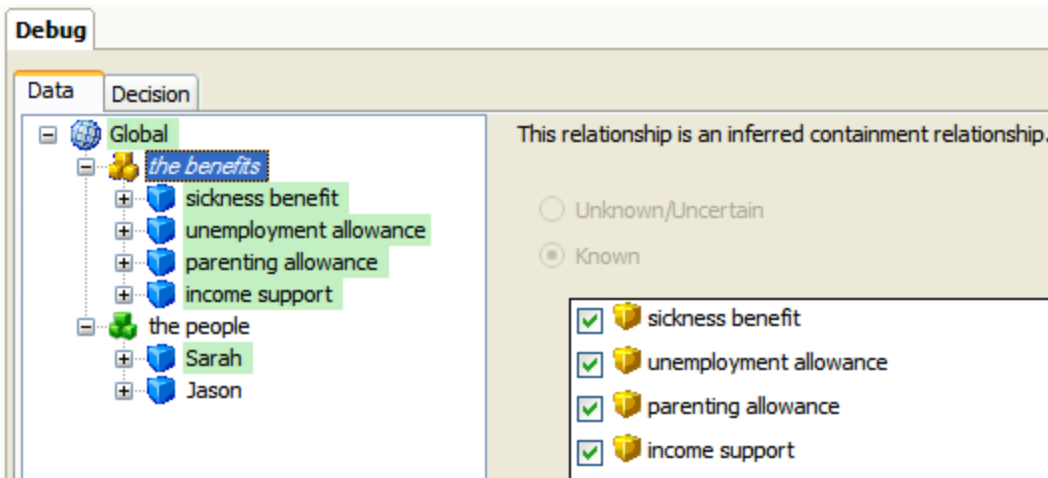 Debug
Data
Decision
Global
the benefits
sickness benefit
unemployment allowance
parenting allowance
income support
the people
Sarah
Jason
This relationship is an inferred containment relationship.
Unknown/Uncertain
Known
sickness benefit
unemployment allowance
parenting allowance
income support